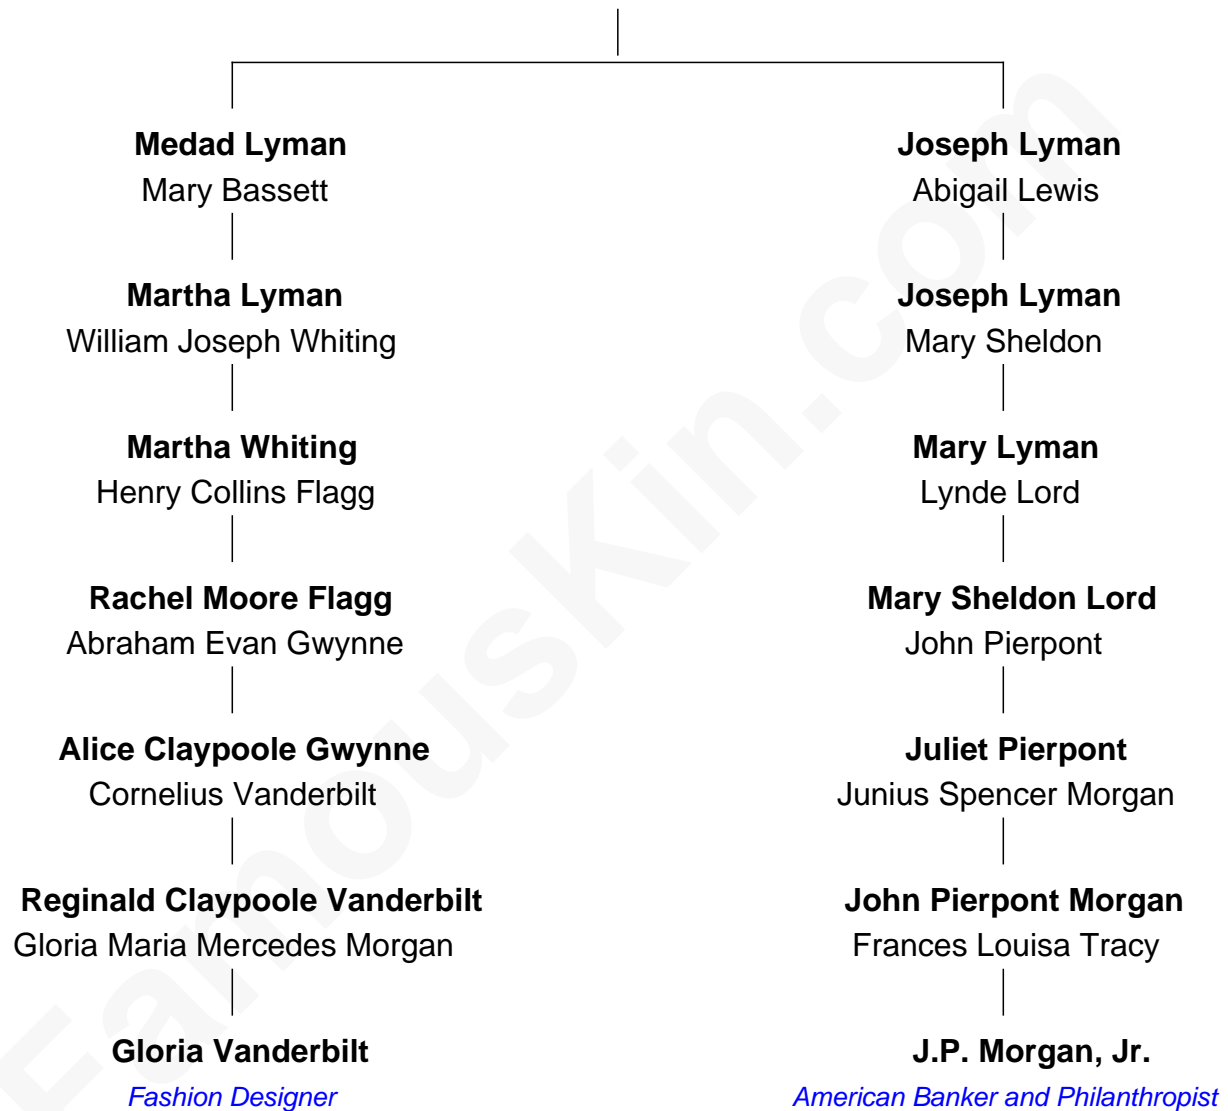 Medad Lyman
Mary Bassett
Joseph Lyman
Abigail Lewis
Martha Lyman
William Joseph Whiting
Joseph Lyman
Mary Sheldon
Martha Whiting
Henry Collins Flagg
Mary Lyman
Lynde Lord
Rachel Moore Flagg
Abraham Evan Gwynne
Mary Sheldon Lord
John Pierpont
Alice Claypoole Gwynne
Cornelius Vanderbilt
Juliet Pierpont
Junius Spencer Morgan
Reginald Claypoole Vanderbilt
Gloria Maria Mercedes Morgan
John Pierpont Morgan
Frances Louisa Tracy
Gloria Vanderbilt
Fashion Designer
J.P. Morgan, Jr.
American Banker and Philanthropist
FamousKin.com